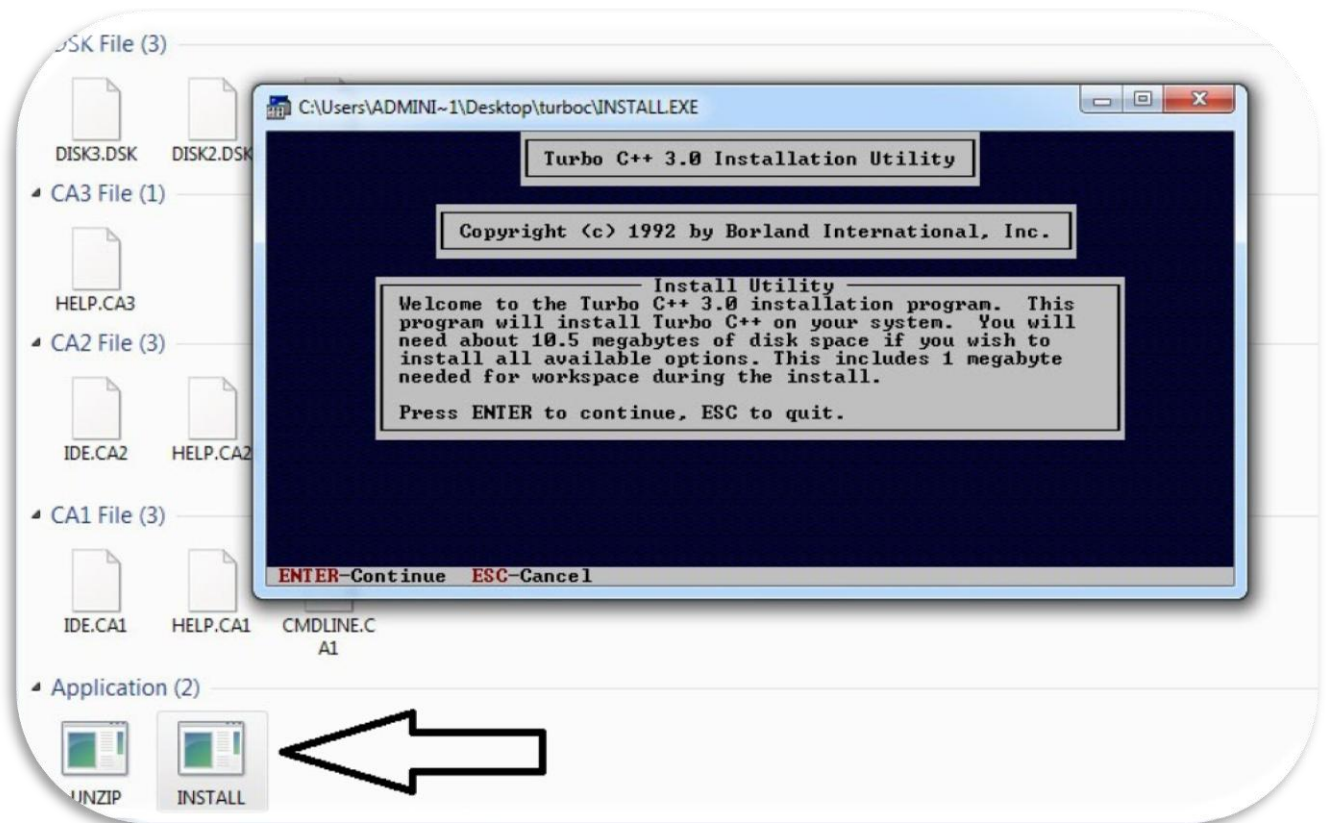 DSK File (3)
DISK3.DSK DISK2.DSK
CA3 File (1)
HELP.CA3
CA2 File (3)
IDE.CA2 HELP.CA2
CA1 File (3)
IDE.CA1 HELP.CA1 CMDLINE.C
A1
Application (2)
UNZIP INSTALL
C:\Users\ADMINI~1\Desktop\turboc\INSTALL.EXE
Turbo C++ 3.0 Installation Utility
Copyright (c) 1992 by Borland International, Inc.
Install Utility
Welcome to the Turbo C++ 3.0 installation program. This
program will install Turbo C++ on your system. You will
need about 10.5 megabytes of disk space if you wish to
install all available options. This includes 1 megabyte
needed for workspace during the install.
Press ENTER to continue, ESC to quit.
ENTER-Continue ESC-Cancel